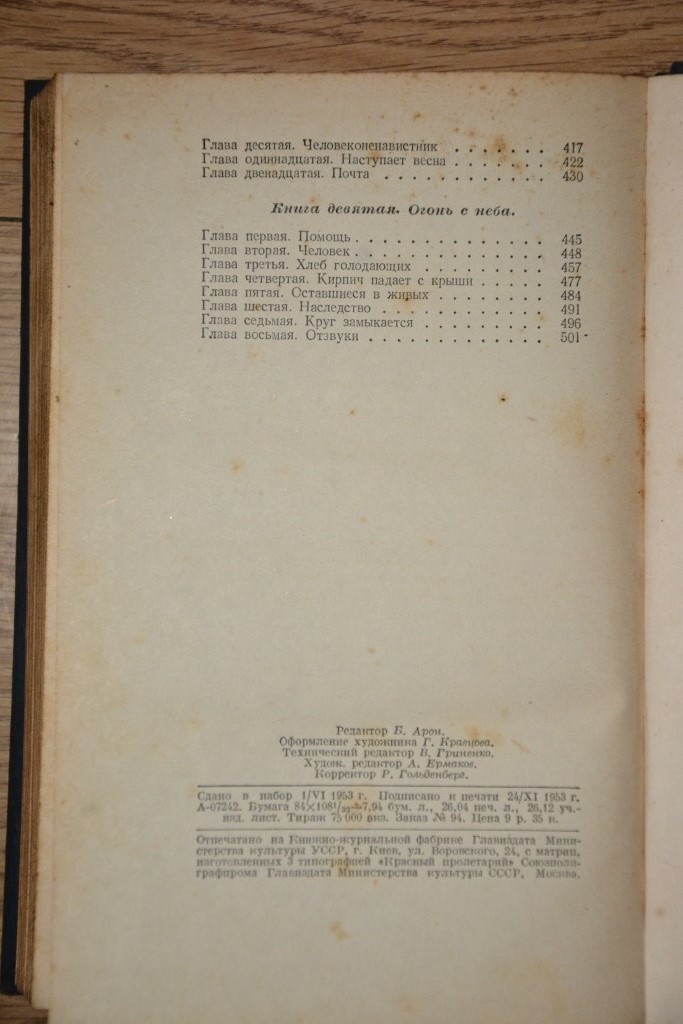 Глава десятая. Человеконенавистник . . . . . . . 417
Глава одиннадцатая. Наступает весна . . . . . . . 422
Глава двенадцатая. Почта . . . . . . . . . . . 430
Книга девятая. Огонь с неба.
Глава первая. Помощь . . . . . . . . . . . . . 445
Глава вторая. Человек . . . . . . . . . . . . . 448
Глава третья. Хлеб голодающих . . . . . . . . . 457
Глава четвертая. Кирпич падает с крыши . . . . . 477
Глава пятая. Оставшиеся в живых . . . . . . . . 484
Глава шестая. Наследство . . . . . . . . . . . 491
Глава седьмая. Круг замыкается . . . . . . . . . 496
Глава восьмая. Отзвуки . . . . . . . . . . . . 501
Редактор Б. Арон.
Оформление художника Г. Кравцова.
Технический редактор В. Гриненко.
Худож. редактор А. Ермаков.
Корректор Р. Гольденберг.
Сдано в набор 1/VI 1953 г. Подписано к печати 24/XI 1953 г.
А-07242. Бумага 84×108 1/32-7,94 бум. л., 26,04 печ. л., 26,12 уч.-
изд. лист. Тираж 75 000 экз. Заказ № 94. Цена 9 р. 35 к.
Отпечатано на Книжно-журнальной фабрике Главиздата Мини-
стерства культуры УССР, г. Киев, ул. Воровского, 24, с матриц,
изготовленных 3 типографией «Красный пролетарий» Союзполи-
графпрома Главиздата Министерства культуры СССР, Москва.